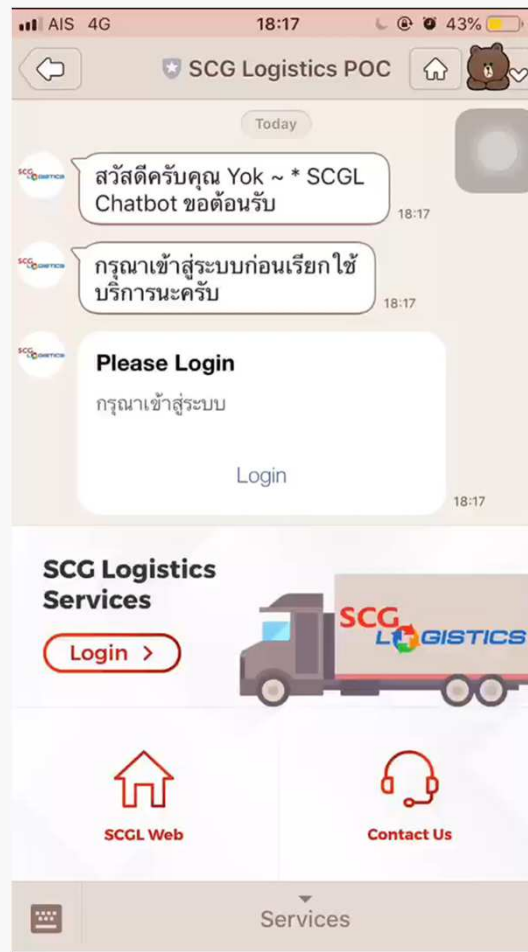 AIS 4G 18:17 43%
SCG Logistics POC
Today
สวัสดีครับคุณ Yok ~ * SCGL
Chatbot ขอต้อนรับ
18:17
กรุณาเข้าสู่ระบบก่อนเรียกใช้
บริการนะครับ
18:17
Please Login
กรุณาเข้าสู่ระบบ
Login
18:17
SCG Logistics
Services
Login >
SCG
LOGISTICS
SCGL Web
Contact Us
Services